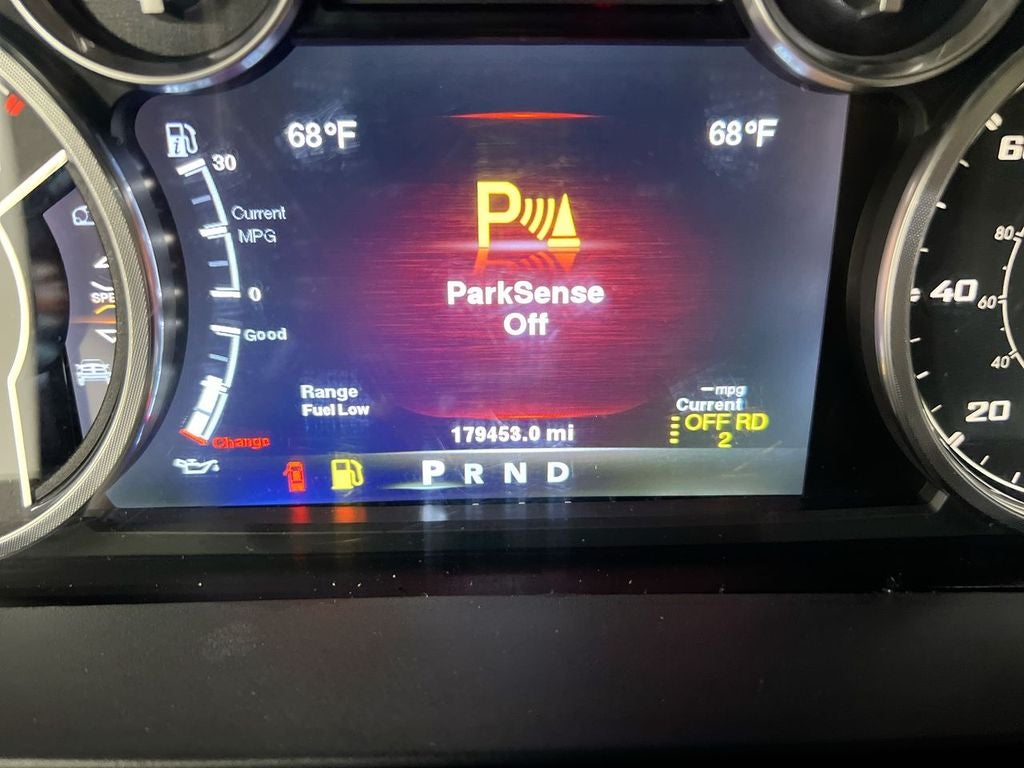 68°F
68°F
30
Current
MPG
0
Good
Change
P
ParkSense
Off
Range
Fuel Low
179453.0 mi
–mpg
Current
OFF RD
2
P R N D
80
40
60
40
20